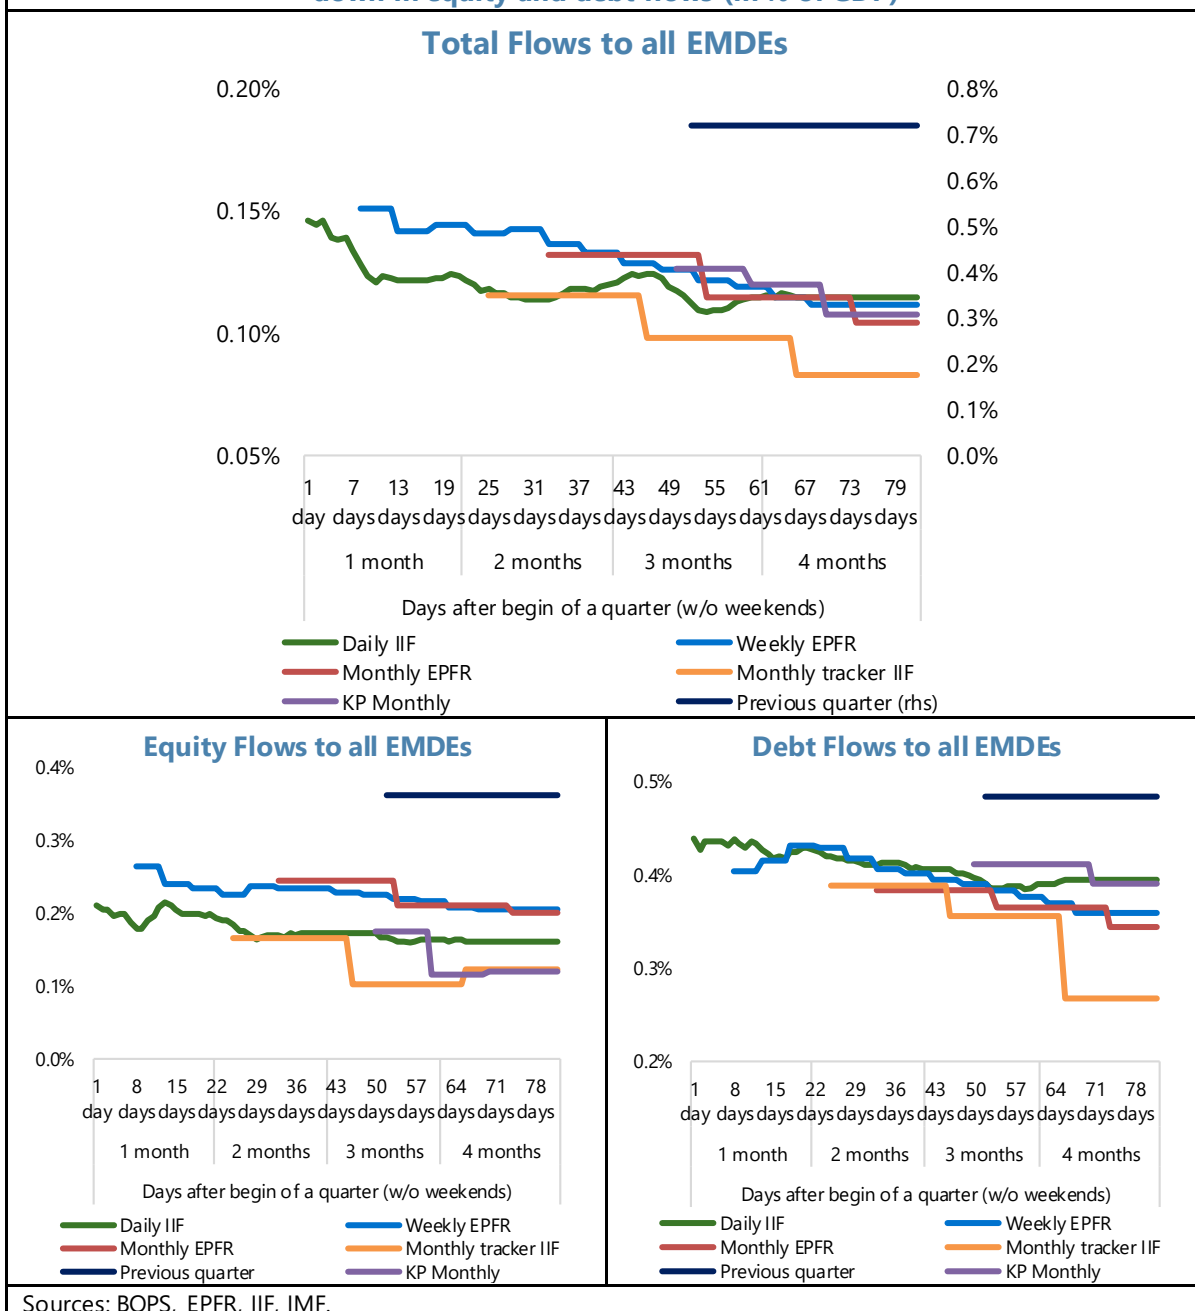 down in equity and debt flows (in % of GDP)
Total Flows to all EMDEs
0.20%
0.15%
0.10%
0.05%
0.8%
0.7%
0.6%
0.5%
0.4%
0.3%
0.2%
0.1%
0.0%
1 7 13 19 25 31 37 43 49 55 61 67 73 79
day days days days days days days days days days days days days days
1 month 2 months 3 months 4 months
Days after begin of a quarter (w/o weekends)
Daily IIF Weekly EPFR
Monthly EPFR Monthly tracker IIF
KP Monthly Previous quarter (rhs)
Equity Flows to all EMDEs
0.4%
0.3%
0.2%
0.1%
0.0%
1 8 15 22 29 36 43 50 57 64 71 78
day days days days days days days days days days days days
1 month 2 months 3 months 4 months
Days after begin of a quarter (w/o weekends)
Daily IIF Weekly EPFR
Monthly EPFR Monthly tracker IIF
Previous quarter KP Monthly
Debt Flows to all EMDEs
0.5%
0.4%
0.3%
0.2%
1 8 15 22 29 36 43 50 57 64 71 78
day days days days days days days days days days days days
1 month 2 months 3 months 4 months
Days after begin of a quarter (w/o weekends)
Daily IIF Weekly EPFR
Monthly EPFR Monthly tracker IIF
Previous quarter KP Monthly
Sources: BOPS, EPFR, IIF, IMF.